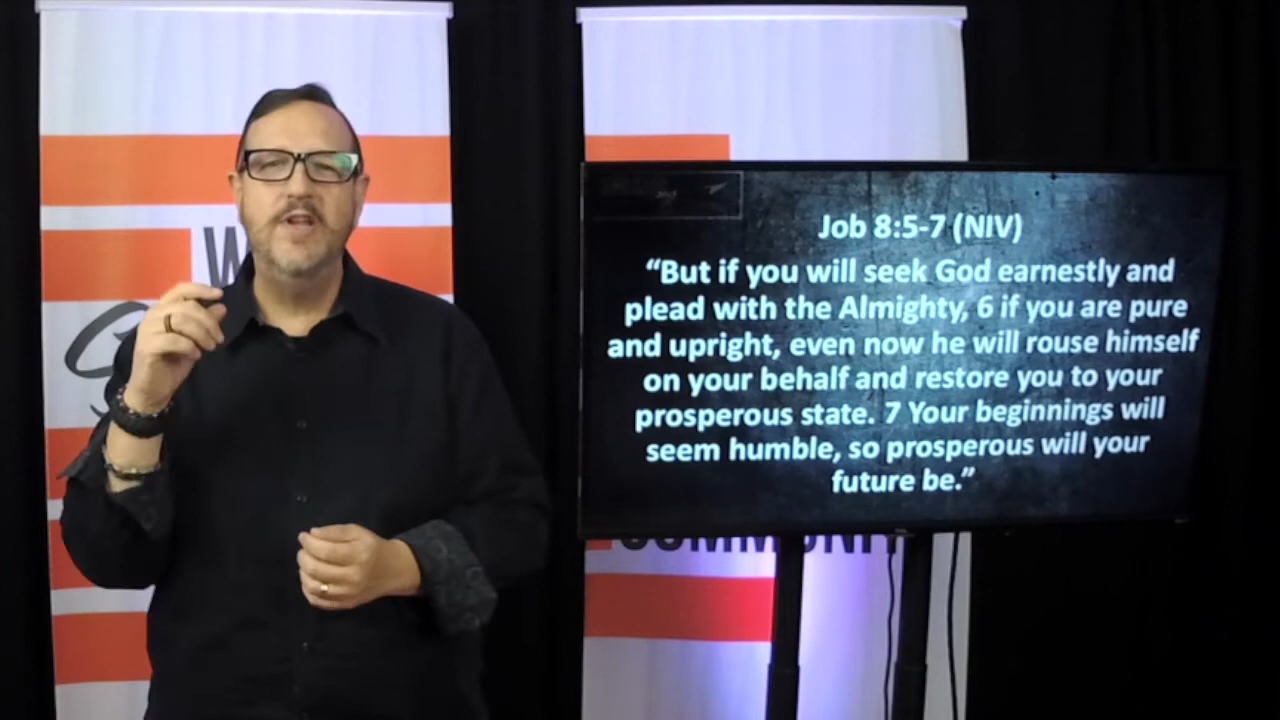 Job 8:5-7 (NIV)
“But if you will seek God earnestly and
plead with the Almighty, 6 if you are pure
and upright, even now he will rouse himself
on your behalf and restore you to your
prosperous state. 7 Your beginnings will
seem humble, so prosperous will your
future be.”